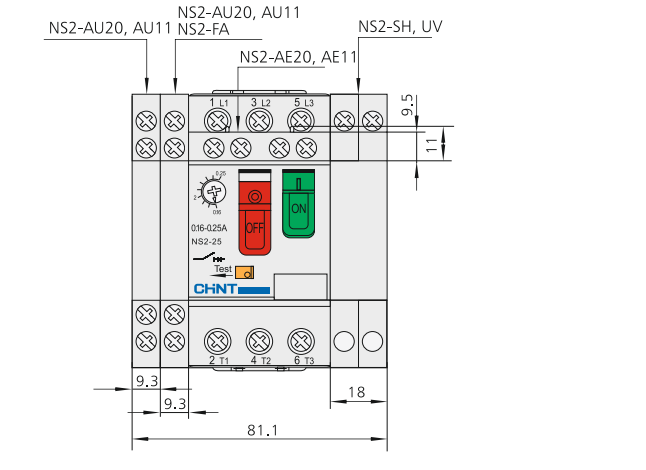 NS2-AU20, AU11
NS2-AU20, AU11
NS2-FA
NS2-SH, UV
NS2-AE20, AE11
1 L1
3 L2
5 L3
9.5
11
0.25
2
0.16
0.16-0.25A
NS2-25
OFF
ON
Test
CHNT
2 T1
4 T2
6 T3
9.3
9.3
18
81.1